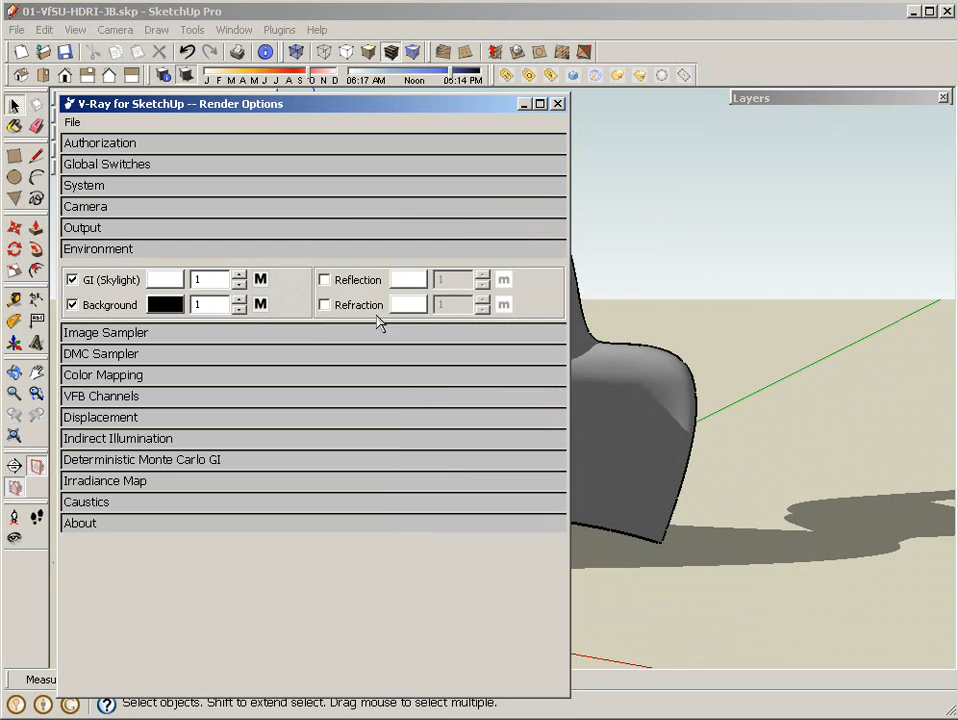 01-VfSU-HDRI-JB.skp - SketchUp Pro
File Edit View Camera Draw Tools Window Plugins Help
J F M A M J J A S O N D 06:17 AM Noon 05:14 PM
V-Ray for SketchUp -- Render Options
Layers
File
Authorization
Global Switches
System
Camera
Output
Environment
GI (Skylight) 1 M Reflection 1 m
Background 1 M Refraction 1 m
Image Sampler
DMC Sampler
Color Mapping
VFB Channels
Displacement
Indirect Illumination
Deterministic Monte Carlo GI
Irradiance Map
Caustics
About
Measu
Select objects. Shift to extend select. Drag mouse to select multiple.